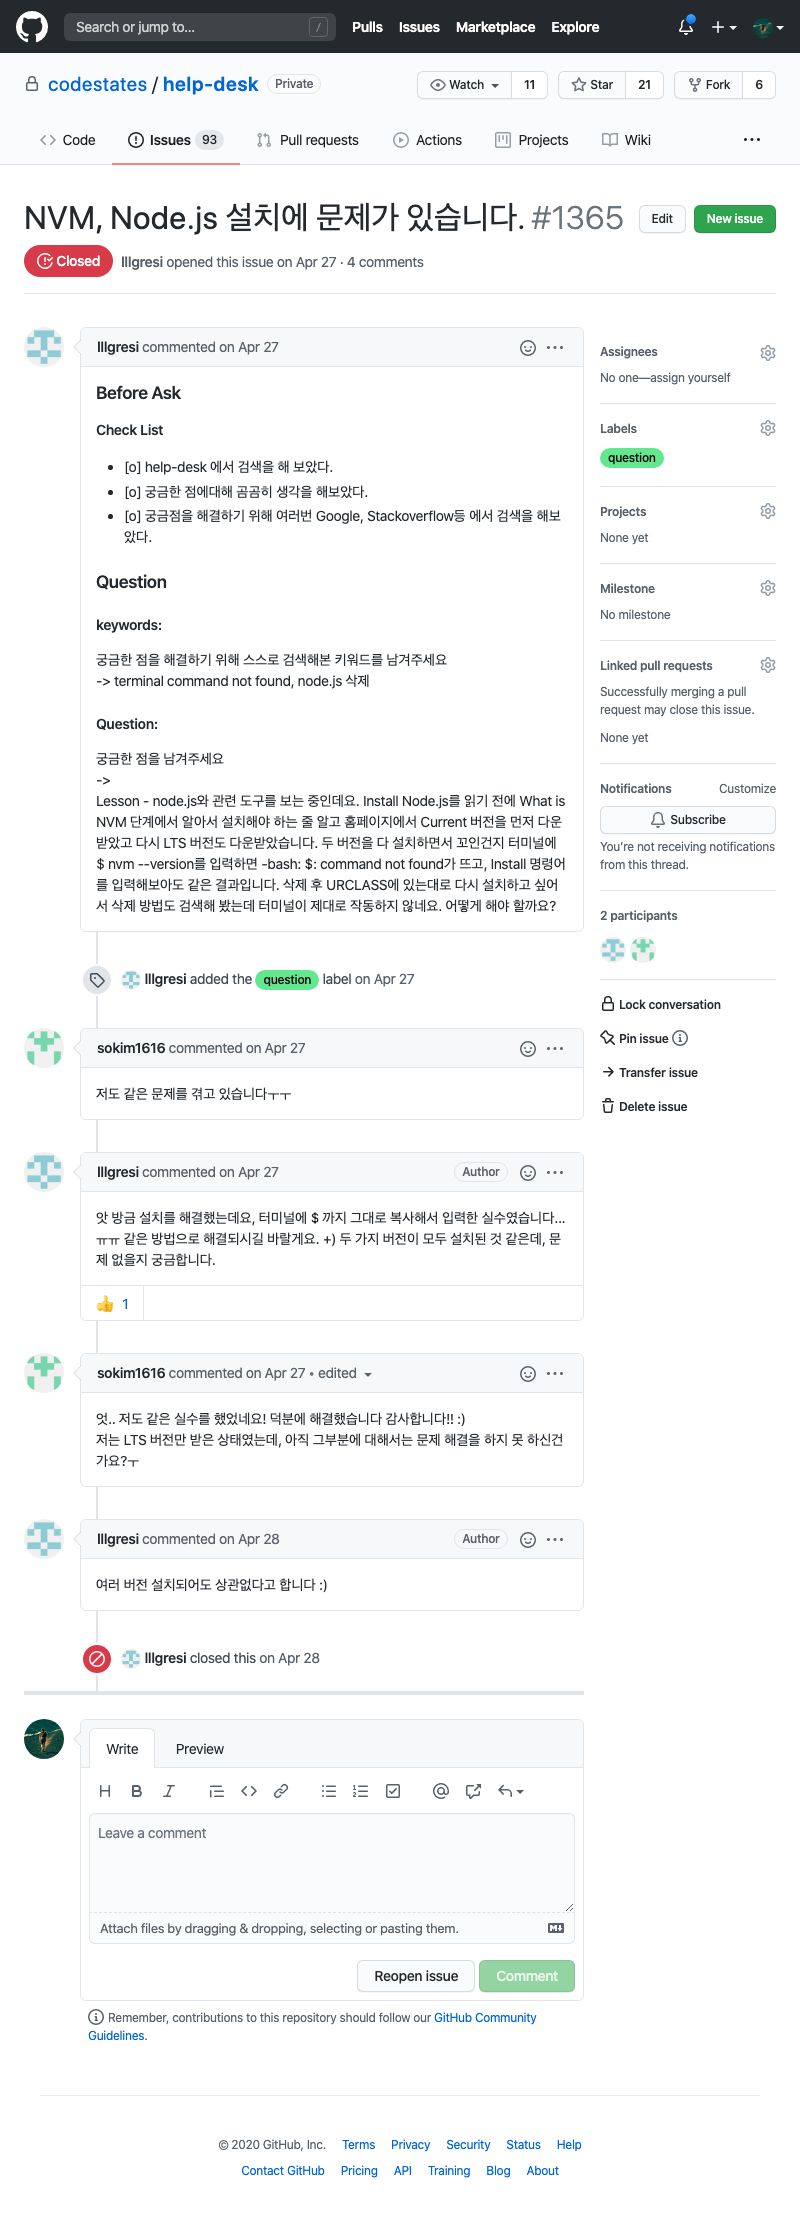 Search or jump to... /
Pulls Issues Marketplace Explore
codestates / help-desk Private
Watch 11 Star 21 Fork 6
Code Issues 93 Pull requests Actions Projects Wiki ...
NVM, Node.js 설치에 문제가 있습니다. #1365
Edit New issue
Closed lllgresi opened this issue on Apr 27 · 4 comments
lllgresi commented on Apr 27
Before Ask
Check List
• [o] help-desk 에서 검색을 해 보았다.
• [o] 궁금한 점에대해 곰곰히 생각을 해보았다.
• [o] 궁금점을 해결하기 위해 여러번 Google, Stackoverflow등 에서 검색을 해보
았다.
Question
keywords:
궁금한 점을 해결하기 위해 스스로 검색해본 키워드를 남겨주세요
-> terminal command not found, node.js 삭제
Question:
궁금한 점을 남겨주세요
->
Lesson - node.js와 관련 도구를 보는 중인데요. Install Node.js를 읽기 전에 What is
NVM 단계에서 알아서 설치해야 하는 줄 알고 홈페이지에서 Current 버전을 먼저 다운
받았고 다시 LTS 버전도 다운받았습니다. 두 버전을 다 설치하면서 꼬인건지 터미널에
$ nvm --version를 입력하면 -bash: $: command not found가 뜨고, Install 명령어
를 입력해보아도 같은 결과입니다. 삭제 후 URCLASS에 있는대로 다시 설치하고 싶어
서 삭제 방법도 검색해 봤는데 터미널이 제대로 작동하지 않네요. 어떻게 해야 할까요?
lllgresi added the question label on Apr 27
sokim1616 commented on Apr 27
저도 같은 문제를 겪고 있습니다ㅜㅜ
lllgresi commented on Apr 27 Author
앗 방금 설치를 해결했는데요, 터미널에 $ 까지 그대로 복사해서 입력한 실수였습니다...
ㅠㅠ 같은 방법으로 해결되시길 바랄게요. +) 두 가지 버전이 모두 설치된 것 같은데, 문
제 없을지 궁금합니다.
👍 1
sokim1616 commented on Apr 27 • edited
엇.. 저도 같은 실수를 했었네요! 덕분에 해결했습니다 감사합니다!! :)
저는 LTS 버전만 받은 상태였는데, 아직 그부분에 대해서는 문제 해결을 하지 못 하신건
가요?ㅜ
lllgresi commented on Apr 28 Author
여러 버전 설치되어도 상관없다고 합니다 :)
lllgresi closed this on Apr 28
Write Preview
H B I @
Leave a comment
Attach files by dragging & dropping, selecting or pasting them.
Reopen issue Comment
Remember, contributions to this repository should follow our GitHub Community
Guidelines.
Assignees
No one—assign yourself
Labels
question
Projects
None yet
Milestone
No milestone
Linked pull requests
Successfully merging a pull
request may close this issue.
None yet
Notifications Customize
Subscribe
You're not receiving notifications
from this thread.
2 participants
Lock conversation
Pin issue
Transfer issue
Delete issue
© 2020 GitHub, Inc. Terms Privacy Security Status Help
Contact GitHub Pricing API Training Blog About